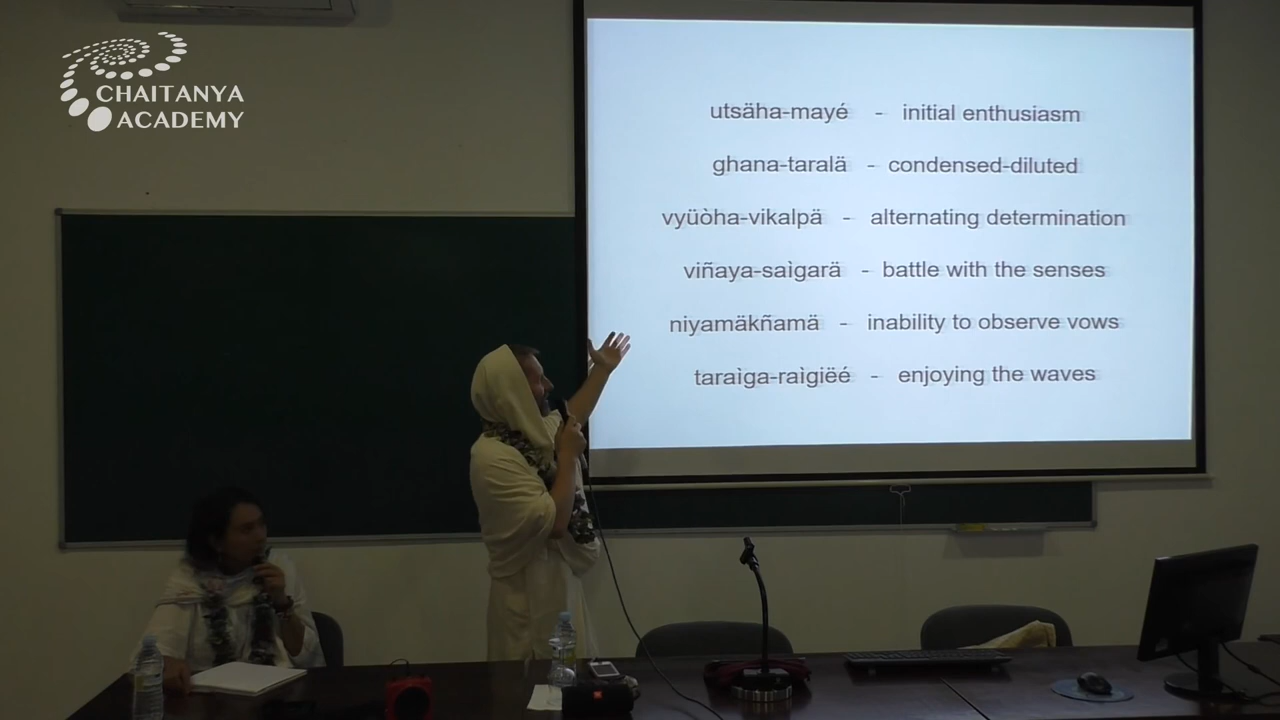 CHAITANYA
ACADEMY
utsäha-mayé - initial enthusiasm
ghana-taralä - condensed-diluted
vyüòha-vikalpä - alternating determination
viñaya-saìgarä - battle with the senses
niyamäkñamä - inability to observe vows
taraìga-raìgiëé - enjoying the waves